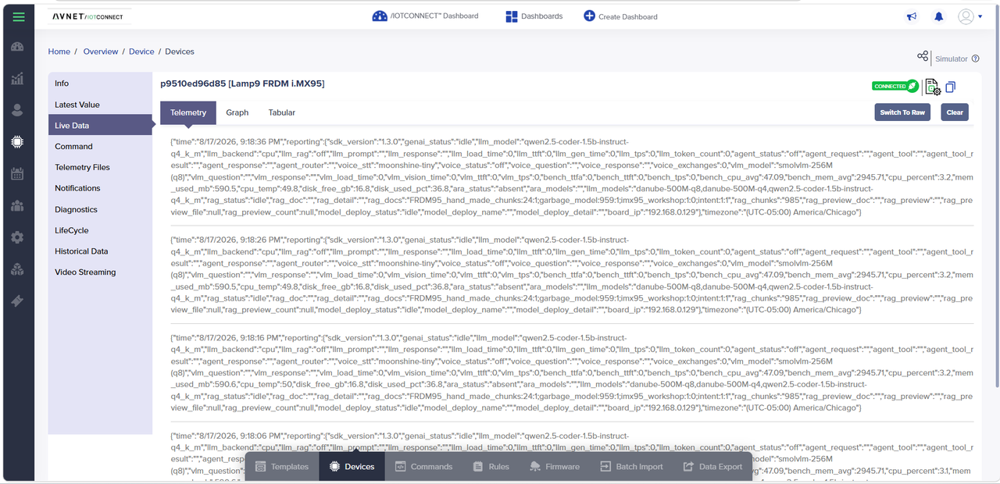 AVNET /IOTCONNECT
/IOTCONNECT™ Dashboard
Dashboards
Create Dashboard
Home / Overview / Device / Devices
Simulator
Info
Latest Value
Live Data
Command
Telemetry Files
Notifications
Diagnostics
LifeCycle
Historical Data
Video Streaming
p9510ed96d85 [Lamp9 FRDM i.MX95]
CONNECTED
Telemetry
Graph
Tabular
Switch To Raw
Clear
{"time":"8/17/2026, 9:18:36 PM","reporting":{"sdk_version":"1.3.0","genai_status":"idle","llm_model":"qwen2.5-coder-1.5b-instruct-
q4_k_m","llm_backend":"cpu","llm_rag":"off","llm_prompt":"","llm_response":"","llm_load_time":0,"llm_ttft":0,"llm_gen_time":0,"llm_tps":0,"llm_token_count":0,"agent_status":"off","agent_request":"","agent_tool":"","agent_tool_r
esult":"","agent_response":"","agent_router":"","voice_stt":"moonshine-tiny","voice_status":"off","voice_question":"","voice_response":"","voice_exchanges":0,"vlm_model":"smolvlm-256M
(q8)","vlm_question":"","vlm_response":"","vlm_load_time":0,"vlm_vision_time":0,"vlm_ttft":0,"vlm_tps":0,"bench_ttfa":0,"bench_ttft":0,"bench_tps":0,"bench_cpu_avg":47.09,"bench_mem_avg":2945.71,"cpu_percent":3.2,"mem
_used_mb":590.5,"cpu_temp":49.8,"disk_free_gb":16.8,"disk_used_pct":36.8,"ara_status":"absent","ara_models":"","llm_models":"danube-500M-q8,danube-500M-q4,qwen2.5-coder-1.5b-instruct-
q4_k_m","rag_status":"idle","rag_doc":"","rag_detail":"","rag_docs":"FRDM95_hand_made_chunks:24:1;garbage_model:959:1;imx95_workshop:1:0;intent:1:1","rag_chunks":"985","rag_preview_doc":"","rag_preview":"","rag_pre
view_file":null,"rag_preview_count":null,"model_deploy_status":"idle","model_deploy_name":"","model_deploy_detail":"","board_ip":"192.168.0.129"},"timezone":"(UTC-05:00) America/Chicago"}
{"time":"8/17/2026, 9:18:26 PM","reporting":{"sdk_version":"1.3.0","genai_status":"idle","llm_model":"qwen2.5-coder-1.5b-instruct-
q4_k_m","llm_backend":"cpu","llm_rag":"off","llm_prompt":"","llm_response":"","llm_load_time":0,"llm_ttft":0,"llm_gen_time":0,"llm_tps":0,"llm_token_count":0,"agent_status":"off","agent_request":"","agent_tool":"","agent_tool_r
esult":"","agent_response":"","agent_router":"","voice_stt":"moonshine-tiny","voice_status":"off","voice_question":"","voice_response":"","voice_exchanges":0,"vlm_model":"smolvlm-256M
(q8)","vlm_question":"","vlm_response":"","vlm_load_time":0,"vlm_vision_time":0,"vlm_ttft":0,"vlm_tps":0,"bench_ttfa":0,"bench_ttft":0,"bench_tps":0,"bench_cpu_avg":47.09,"bench_mem_avg":2945.71,"cpu_percent":3.2,"mem
_used_mb":590.5,"cpu_temp":49.8,"disk_free_gb":16.8,"disk_used_pct":36.8,"ara_status":"absent","ara_models":"","llm_models":"danube-500M-q8,danube-500M-q4,qwen2.5-coder-1.5b-instruct-
q4_k_m","rag_status":"idle","rag_doc":"","rag_detail":"","rag_docs":"FRDM95_hand_made_chunks:24:1;garbage_model:959:1;imx95_workshop:1:0;intent:1:1","rag_chunks":"985","rag_preview_doc":"","rag_preview":"","rag_pre
view_file":null,"rag_preview_count":null,"model_deploy_status":"idle","model_deploy_name":"","model_deploy_detail":"","board_ip":"192.168.0.129"},"timezone":"(UTC-05:00) America/Chicago"}
{"time":"8/17/2026, 9:18:16 PM","reporting":{"sdk_version":"1.3.0","genai_status":"idle","llm_model":"qwen2.5-coder-1.5b-instruct-
q4_k_m","llm_backend":"cpu","llm_rag":"off","llm_prompt":"","llm_response":"","llm_load_time":0,"llm_ttft":0,"llm_gen_time":0,"llm_tps":0,"llm_token_count":0,"agent_status":"off","agent_request":"","agent_tool":"","agent_tool_r
esult":"","agent_response":"","agent_router":"","voice_stt":"moonshine-tiny","voice_status":"off","voice_question":"","voice_response":"","voice_exchanges":0,"vlm_model":"smolvlm-256M
(q8)","vlm_question":"","vlm_response":"","vlm_load_time":0,"vlm_vision_time":0,"vlm_ttft":0,"vlm_tps":0,"bench_ttfa":0,"bench_ttft":0,"bench_tps":0,"bench_cpu_avg":47.09,"bench_mem_avg":2945.71,"cpu_percent":3.2,"mem
_used_mb":590.6,"cpu_temp":50,"disk_free_gb":16.8,"disk_used_pct":36.8,"ara_status":"absent","ara_models":"","llm_models":"danube-500M-q8,danube-500M-q4,qwen2.5-coder-1.5b-instruct-
q4_k_m","rag_status":"idle","rag_doc":"","rag_detail":"","rag_docs":"FRDM95_hand_made_chunks:24:1;garbage_model:959:1;imx95_workshop:1:0;intent:1:1","rag_chunks":"985","rag_preview_doc":"","rag_preview":"","rag_pre
view_file":null,"rag_preview_count":null,"model_deploy_status":"idle","model_deploy_name":"","model_deploy_detail":"","board_ip":"192.168.0.129"},"timezone":"(UTC-05:00) America/Chicago"}
{"time":"8/17/2026, 9:18:06 PM","reporting":{"sdk_version":"1.3.0","genai_status":"idle","llm_model":"qwen2.5-coder-1.5b-instruct-
q4_k_m","llm_backend":"cpu","llm_rag":"off","llm_prompt":"","llm_response":"","llm_load_time":0,"llm_ttft":0,"llm_gen_time":0,"llm_tps":0,"llm_token_count":0,"agent_status":"off","agent_request":"","agent_tool":"","agent_tool_r
esult":"","agent_response":""
(q8)","vlm_question":"" vg":47.09,"bench_mem_avg":2945.71,"cpu_percent":3.1,"mem
Templates
Devices
Commands
Rules
Firmware
Batch Import
Data Export